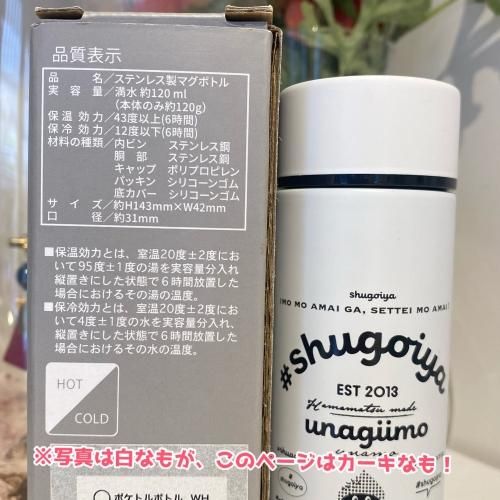 品質表示
品 名／ステンレス製マグボトル
実容量／満水 約120 ml
（本体のみ約120g）
保温効力／43度以上(6時間)
保冷効力／12度以下(6時間)
材料の種類／内ビン ステンレス鋼
胴部 ステンレス鋼
キャップ ポリプロピレン
パッキン シリコーンゴム
底カバー シリコーンゴム
サイズ／約H143mm×W42mm
口径／約31mm
■保温効力とは、室温20度±2度において95度±1度の湯を実容量分入れ
縦置きにした状態で6時間放置した
場合におけるその湯の温度。
■保冷効力とは、室温20度±2度において4度±1度の水を実容量分入れ、
縦置きにした状態で6時間放置した
場合におけるその水の温度。
HOT
COLD
ポケトルボトル WH
shugoiya
IMO MO AMAI GA, SETTEI MO AMAI
#shugoiya
EST 2013
Hamamatsu made
unagiimo
#shugoiya
※写真は白なもが、このページはカーキなも！